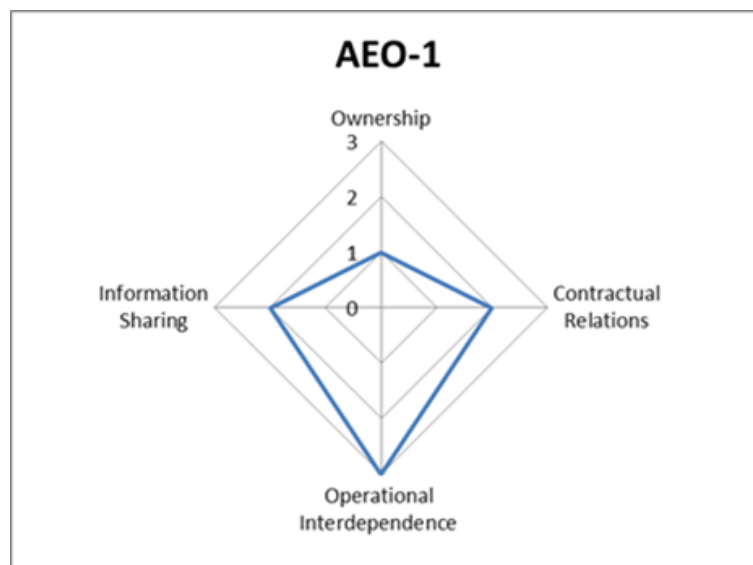 AEO-1
Ownership
3
2
1
0
Information
Sharing
Contractual
Relations
Operational
Interdependence